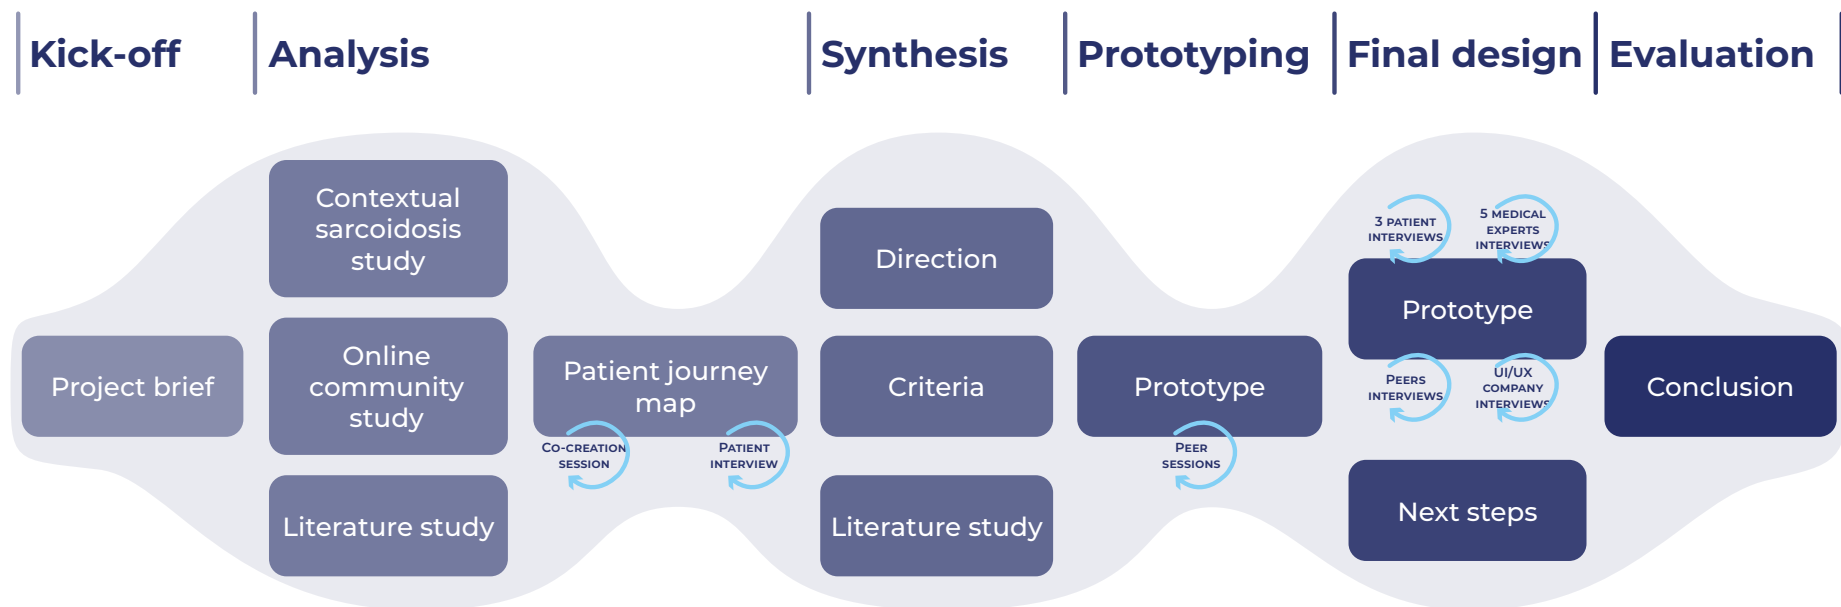 Kick-off
Analysis
Synthesis
Prototyping
Final design
Evaluation
Project brief
Contextual
sarcoidosis
study
Online
community
study
Literature study
Patient journey
map
Co-creation
session
Patient
interview
Direction
Criteria
Literature study
Prototype
Peer
sessions
3 patient
interviews
5 medical
experts
interviews
Prototype
Peers
interviews
UI/UX
company
interviews
Next steps
Conclusion